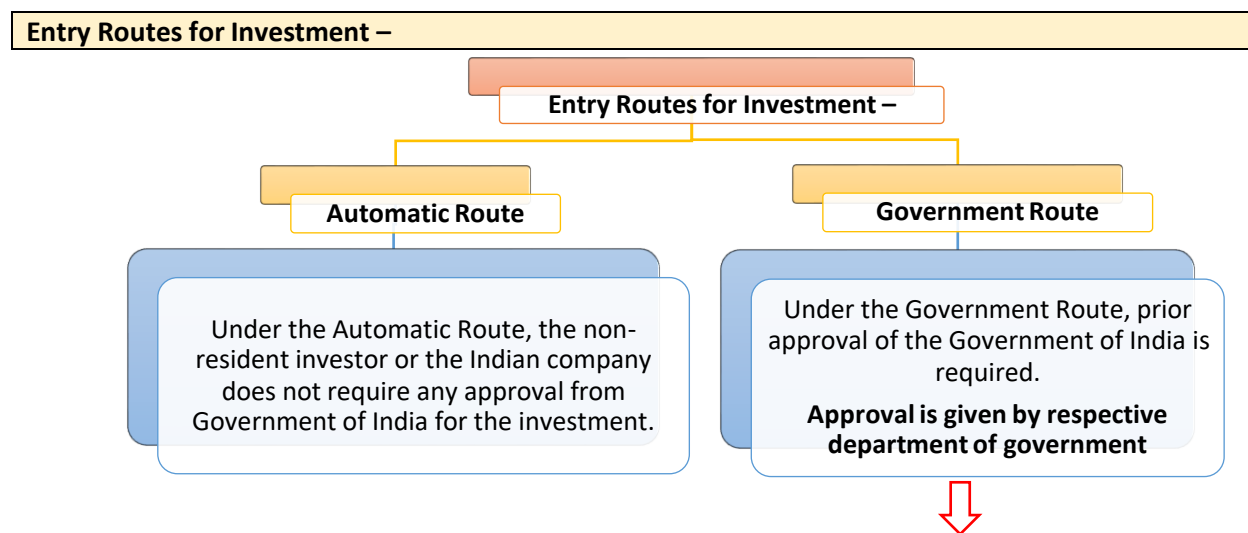 Entry Routes for Investment –
Entry Routes for Investment –
Automatic Route
Government Route
Under the Automatic Route, the non-
resident investor or the Indian company
does not require any approval from
Government of India for the investment.
Under the Government Route, prior
approval of the Government of India is
required.
Approval is given by respective
department of government